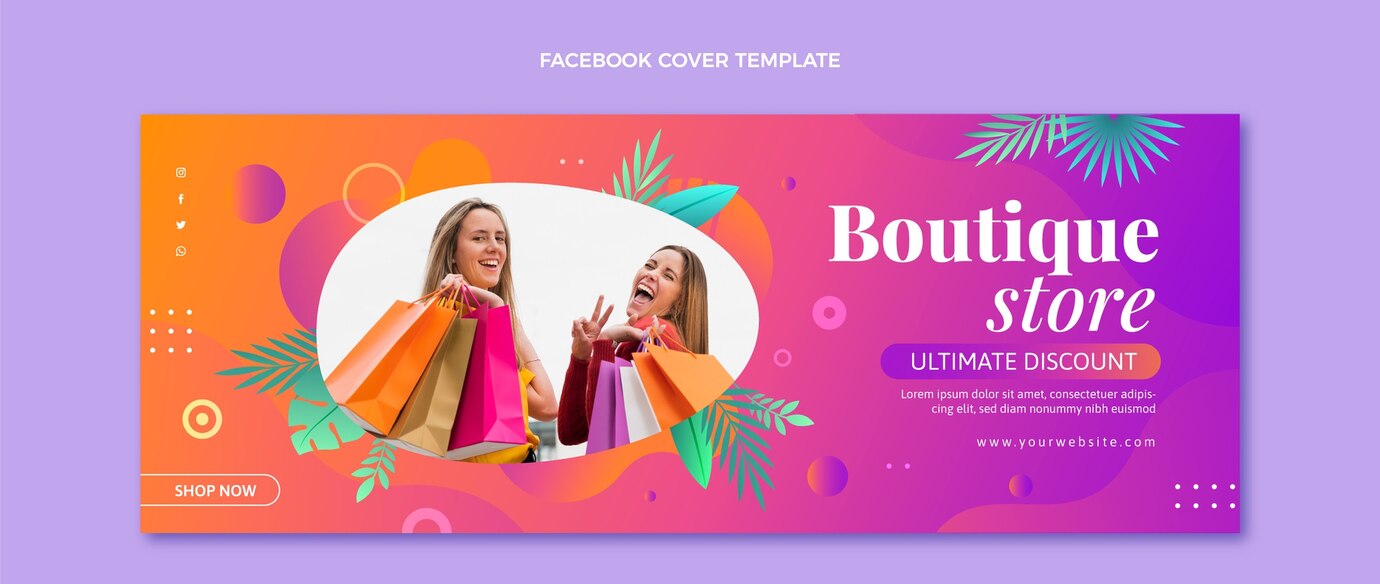 FACEBOOK COVER TEMPLATE
Boutique
store
ULTIMATE DISCOUNT
Lorem ipsum dolor sit amet, consectetuer adipis-
cing elit, sed diam nonummy nibh euismod
www.yourwebsite.com
SHOP NOW